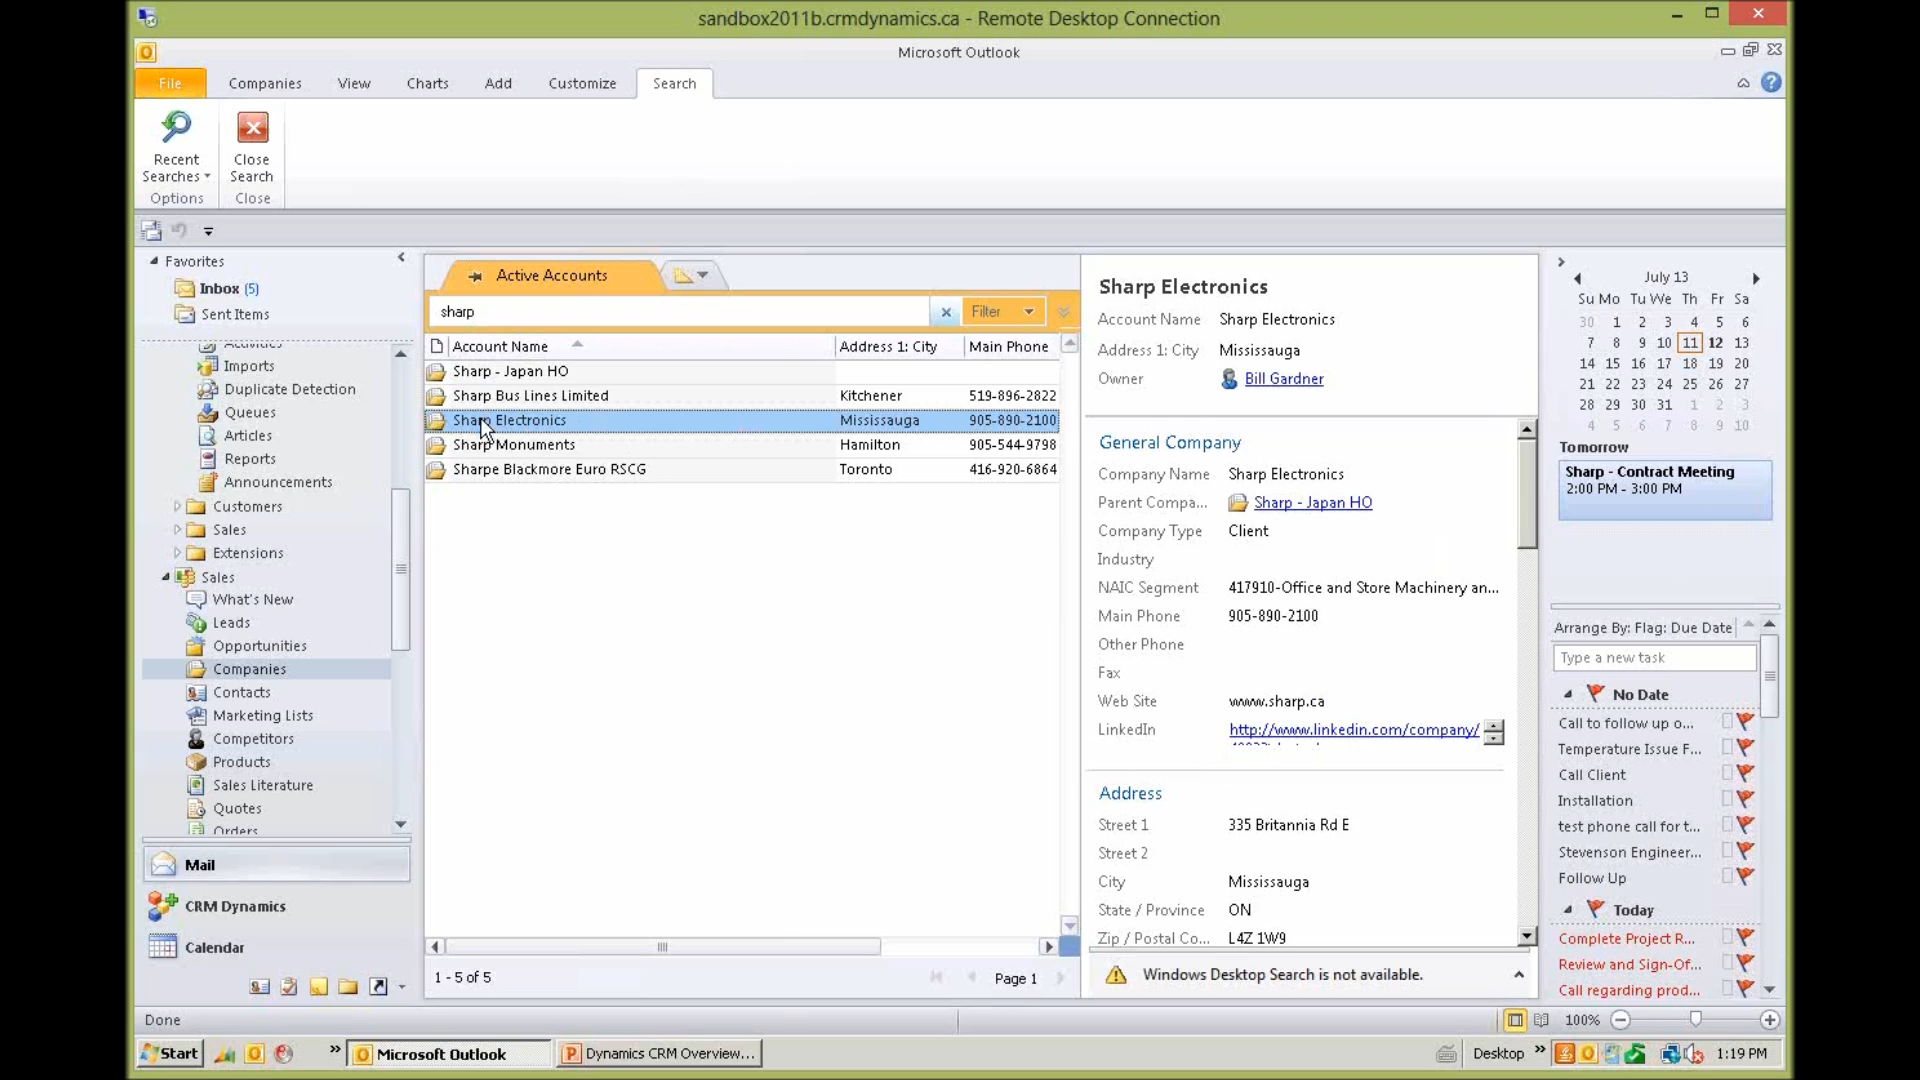 sandbox2011b.crmdynamics.ca - Remote Desktop Connection
Microsoft Outlook
File Companies View Charts Add Customize Search
Recent Searches
Close Search
Options Close
Favorites
Inbox (5)
Sent Items
Activities
Imports
Duplicate Detection
Queues
Articles
Reports
Announcements
Customers
Sales
Extensions
Sales
What's New
Leads
Opportunities
Companies
Contacts
Marketing Lists
Competitors
Products
Sales Literature
Quotes
Orders
Mail
CRM Dynamics
Calendar
Active Accounts
sharp Filter
Account Name Address 1: City Main Phone
Sharp - Japan HO
Sharp Bus Lines Limited Kitchener 519-896-2822
Sharp Electronics Mississauga 905-890-2100
Sharp Monuments Hamilton 905-544-9798
Sharpe Blackmore Euro RSCG Toronto 416-920-6864
1 - 5 of 5 Page 1
Sharp Electronics
Account Name Sharp Electronics
Address 1: City Mississauga
Owner Bill Gardner
General Company
Company Name Sharp Electronics
Parent Compa... Sharp - Japan HO
Company Type Client
Industry
NAIC Segment 417910-Office and Store Machinery an...
Main Phone 905-890-2100
Other Phone
Fax
Web Site www.sharp.ca
LinkedIn http://www.linkedin.com/company/
Address
Street 1 335 Britannia Rd E
Street 2
City Mississauga
State / Province ON
Zip / Postal Co... L4Z 1W9
Windows Desktop Search is not available.
July 13
Su Mo Tu We Th Fr Sa
30 1 2 3 4 5 6
7 8 9 10 11 12 13
14 15 16 17 18 19 20
21 22 23 24 25 26 27
28 29 30 31 1 2 3
4 5 6 7 8 9 10
Tomorrow
Sharp - Contract Meeting
2:00 PM - 3:00 PM
Arrange By: Flag: Due Date
Type a new task
No Date
Call to follow up o...
Temperature Issue F...
Call Client
Installation
test phone call for t...
Stevenson Engineer...
Follow Up
Today
Complete Project R...
Review and Sign-Of...
Call regarding prod...
Done 100%
Start Microsoft Outlook Dynamics CRM Overview... Desktop 1:19 PM